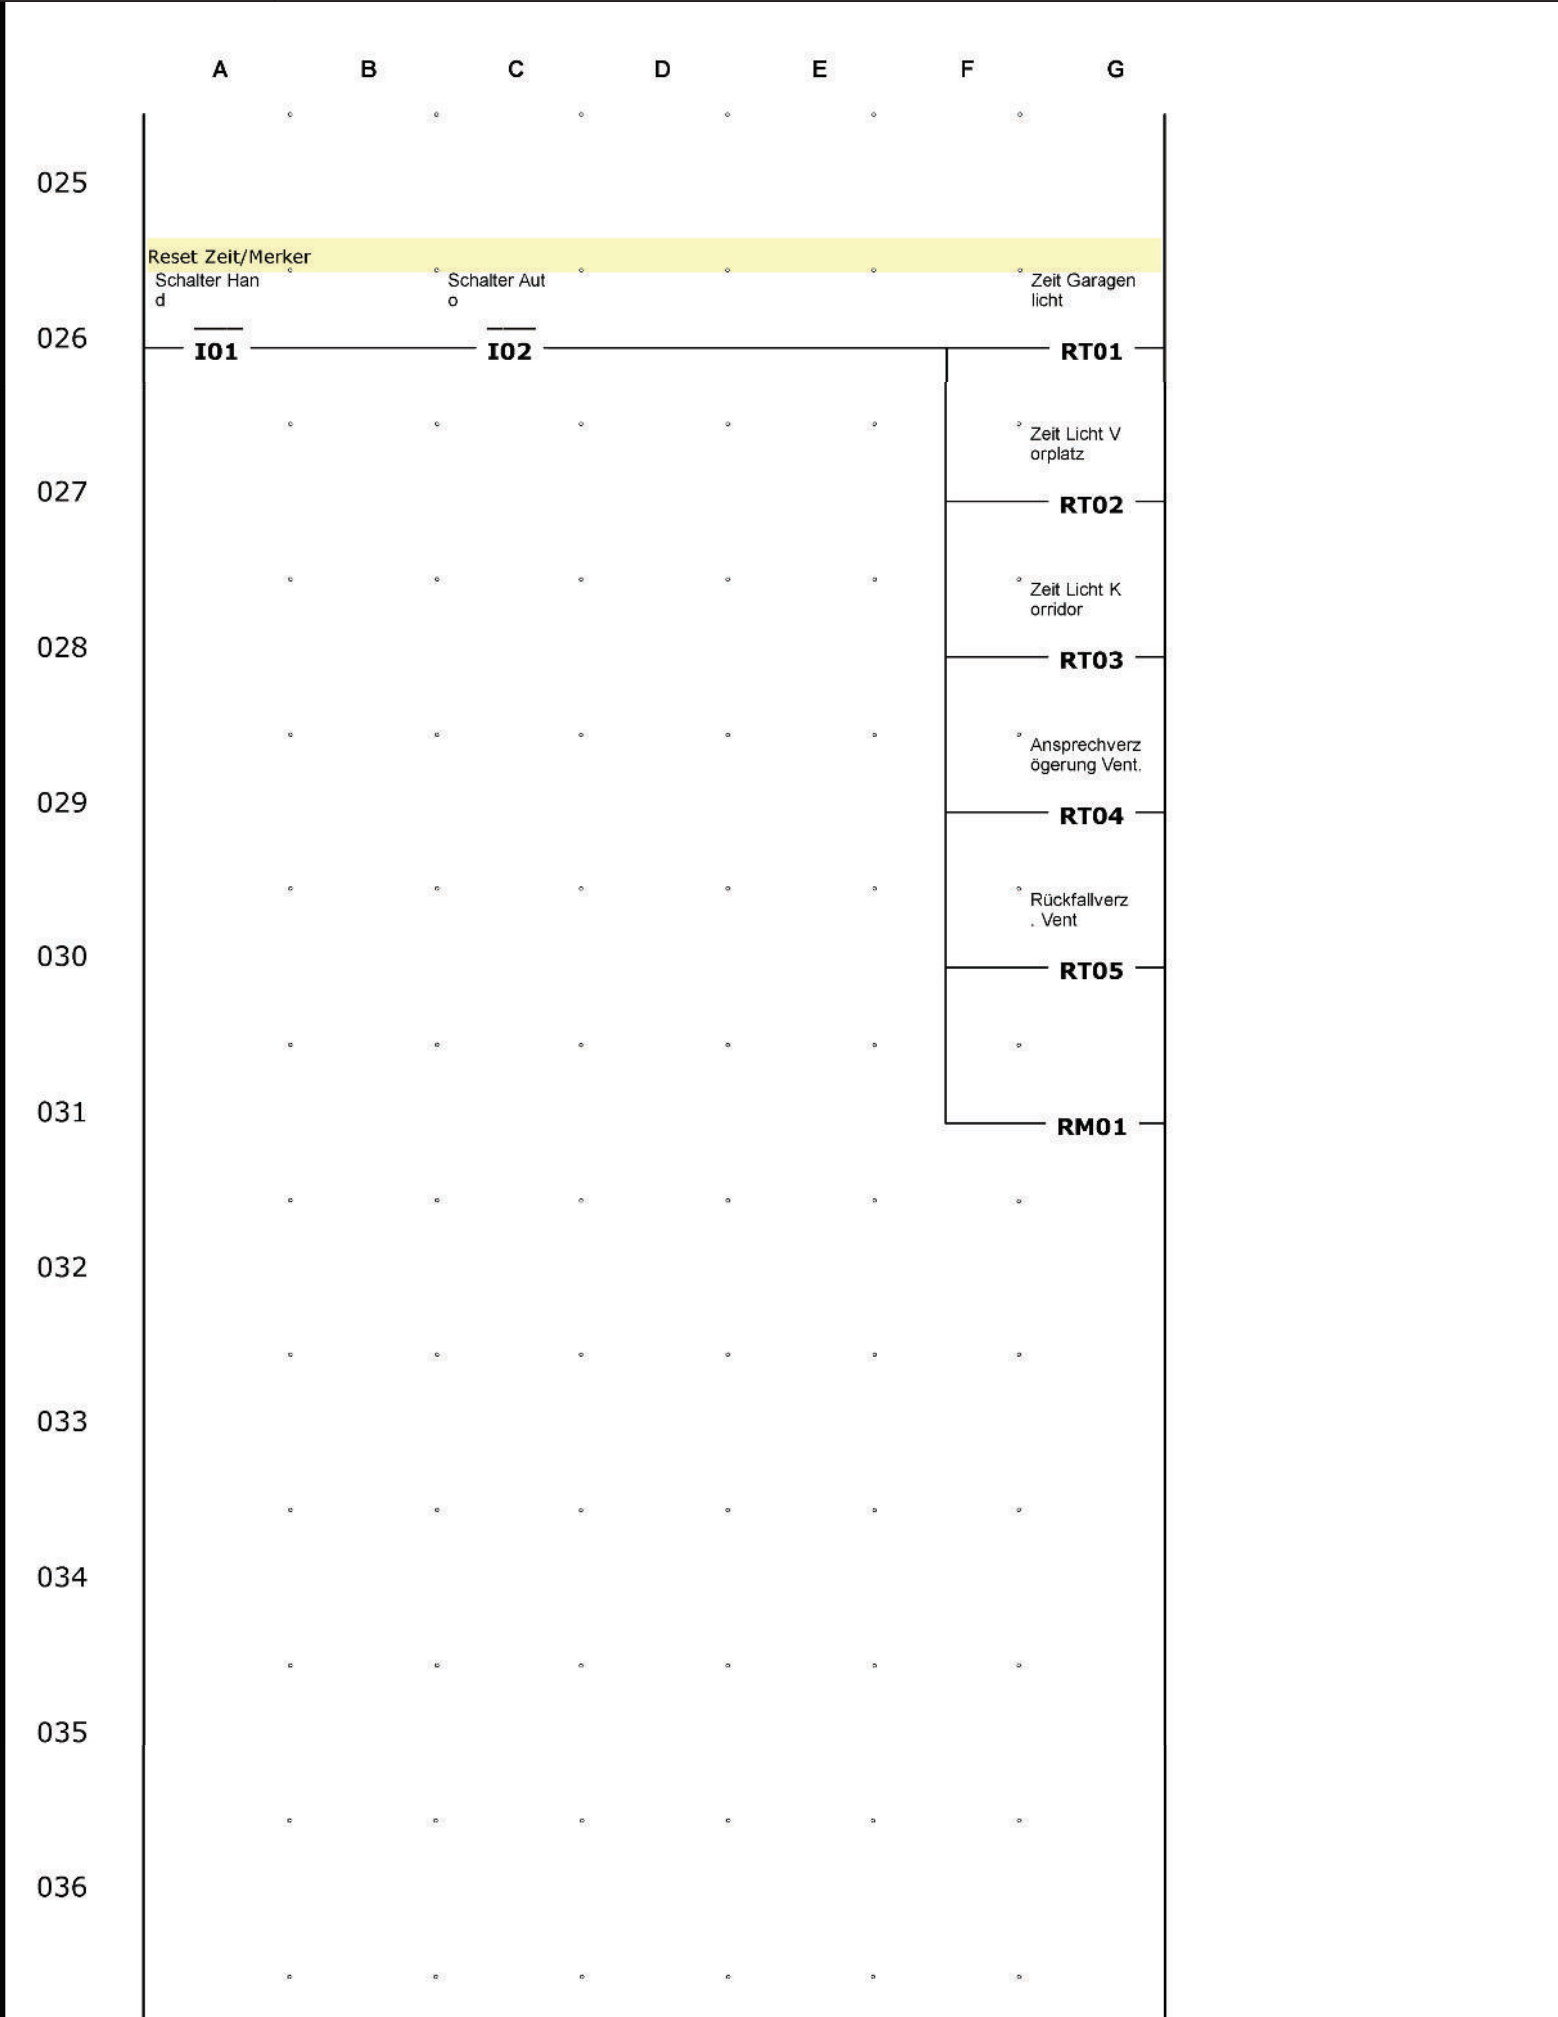 A B C D E F G
025
Reset Zeit/Merker
Schalter Han
d
Schalter Aut
o
Zeit Garagen
licht
026
I01
I02
RT01
Zeit Licht V
orplatz
027
RT02
Zeit Licht K
orridor
028
RT03
Ansprechverz
ögerung Vent.
029
RT04
Rückfallverz
. Vent
030
RT05
031
RM01
032
033
034
035
036